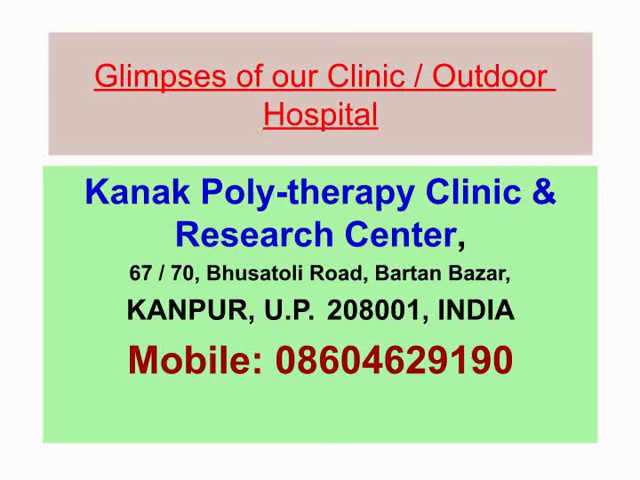 Glimpses of our Clinic / Outdoor
Hospital
Kanak Poly-therapy Clinic &
Research Center,
67 / 70, Bhusatoli Road, Bartan Bazar,
KANPUR, U.P. 208001, INDIA
Mobile: 08604629190